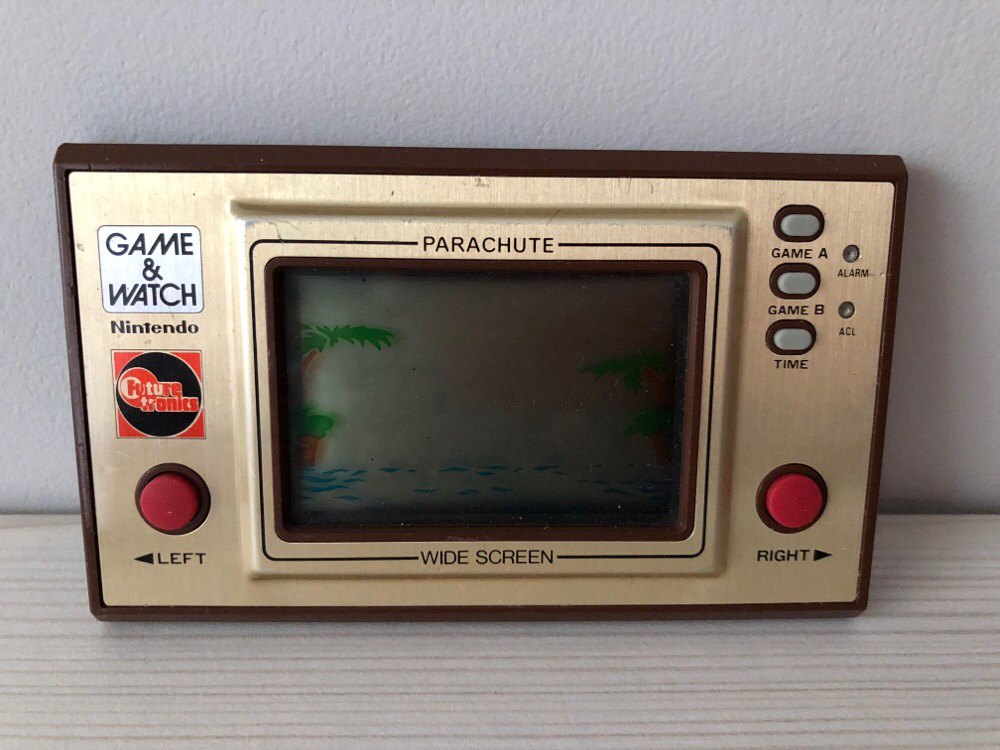 PARACHUTE
GAME
&
WATCH
Nintendo
Future
tronics
GAME A
ALARM
GAME B
ACL
TIME
◀LEFT
WIDE SCREEN
RIGHT▶